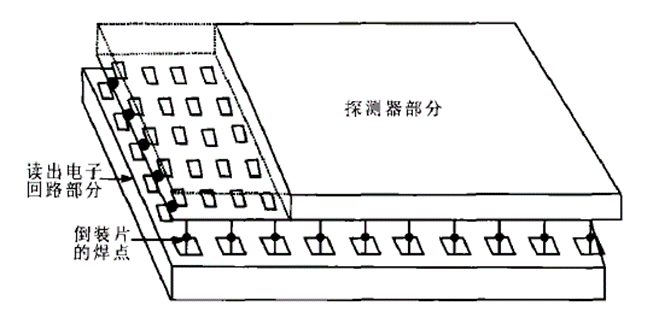 探测器部分
读出电子
回路部分
倒装片
的焊点